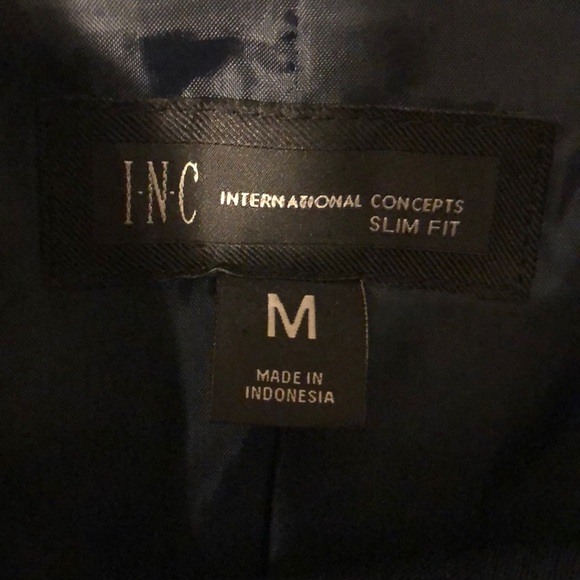 I·N·C INTERNATIONAL CONCEPTS
SLIM FIT
M
MADE IN
INDONESIA